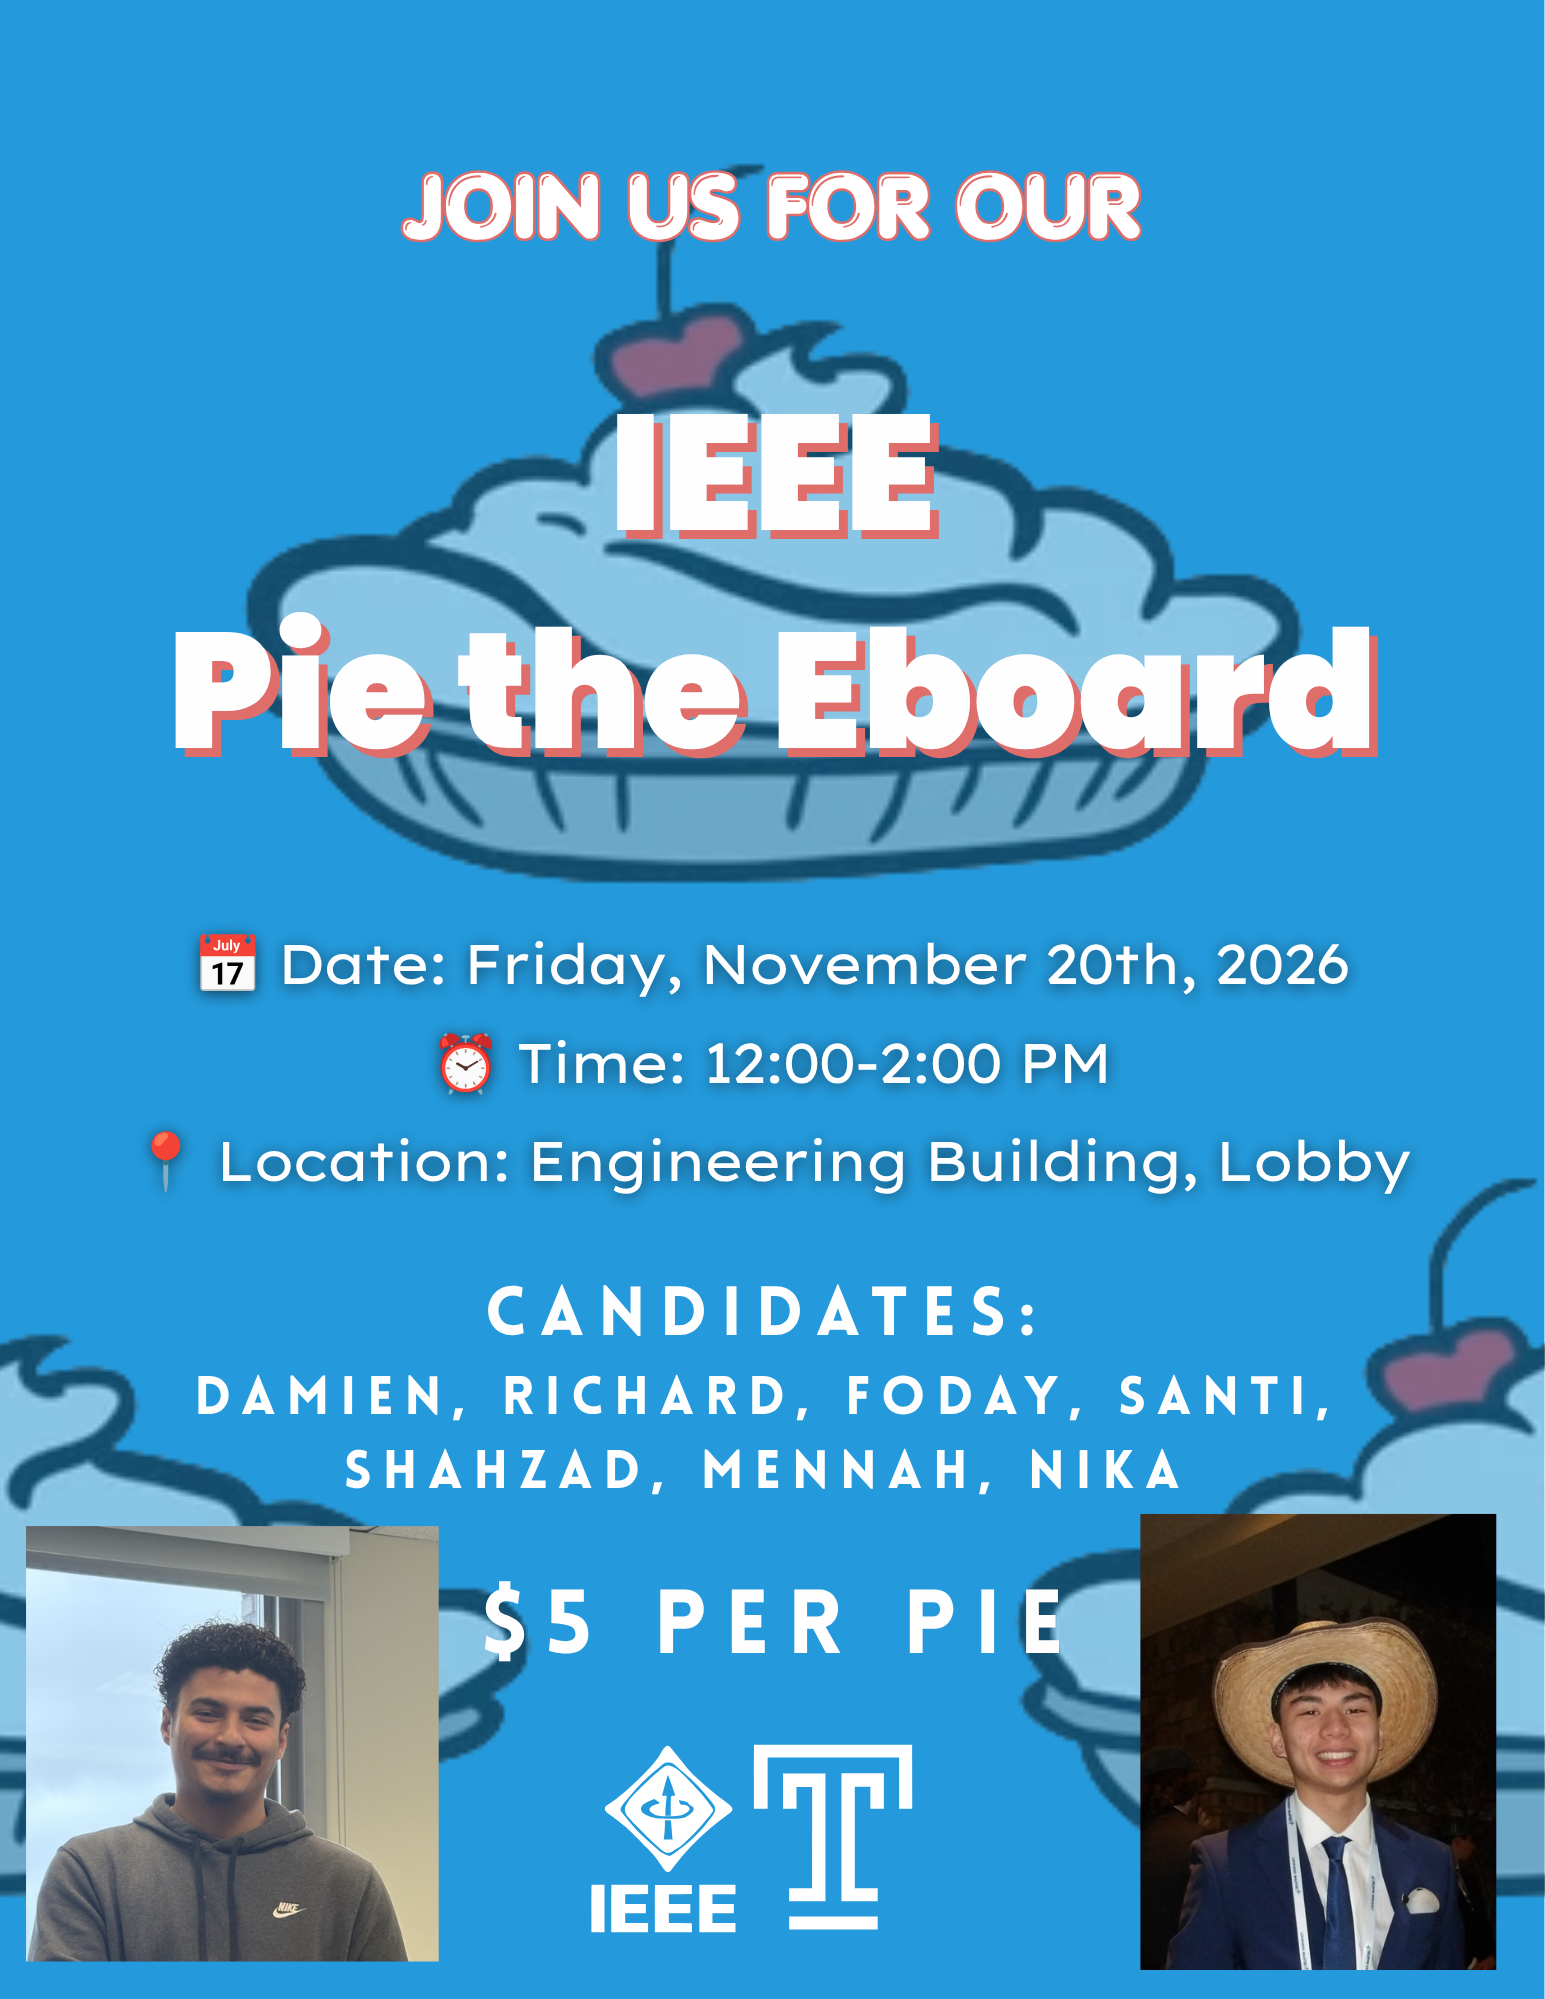 JOIN US FOR OUR
IEEE
Pie the Eboard
July
17
Date: Friday, November 20th, 2026
Time: 12:00-2:00 PM
Location: Engineering Building, Lobby
CANDIDATES:
DAMIEN, RICHARD, FODAY, SANTI,
SHAHZAD, MENNAH, NIKA
$5 PER PIE
NIKE
IEEE
T